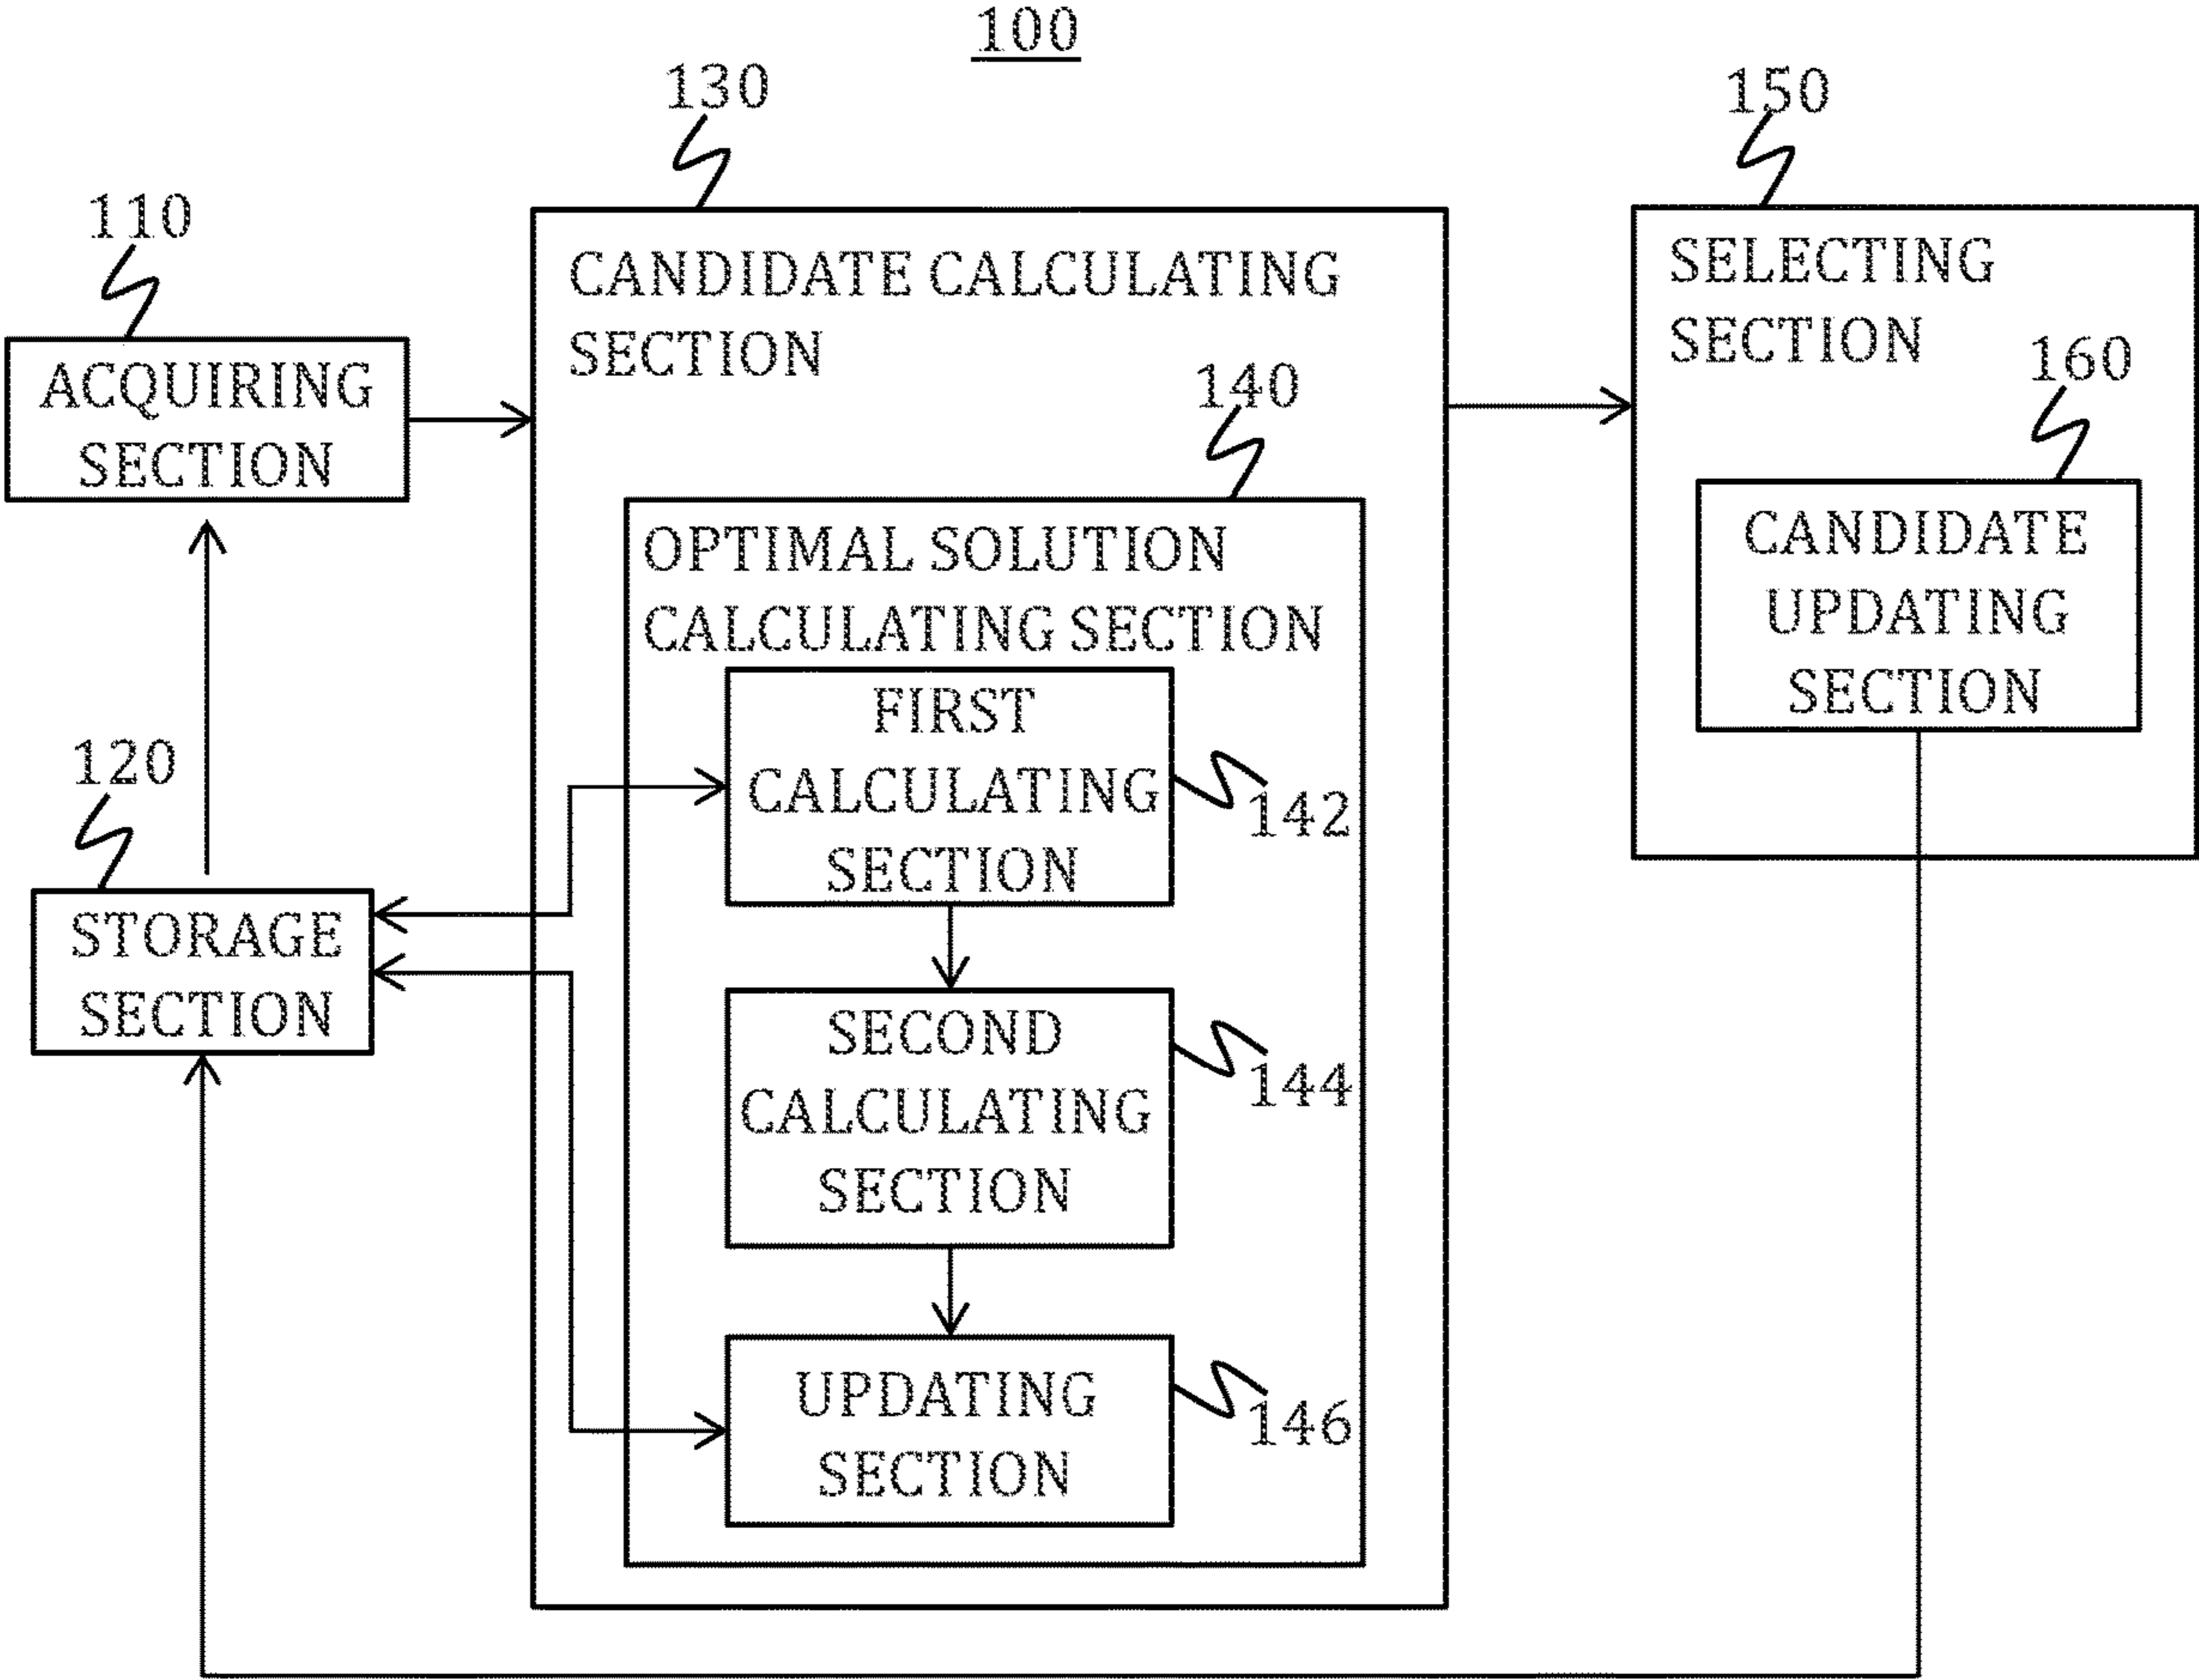 100
130
150
110
CANDIDATE CALCULATING
SECTION
SELECTING
SECTION
140
160
ACQUIRING
SECTION
OPTIMAL SOLUTION
CALCULATING SECTION
CANDIDATE
UPDATING
SECTION
FIRST
CALCULATING
SECTION
142
120
STORAGE
SECTION
SECOND
CALCULATING
SECTION
144
UPDATING
SECTION
146